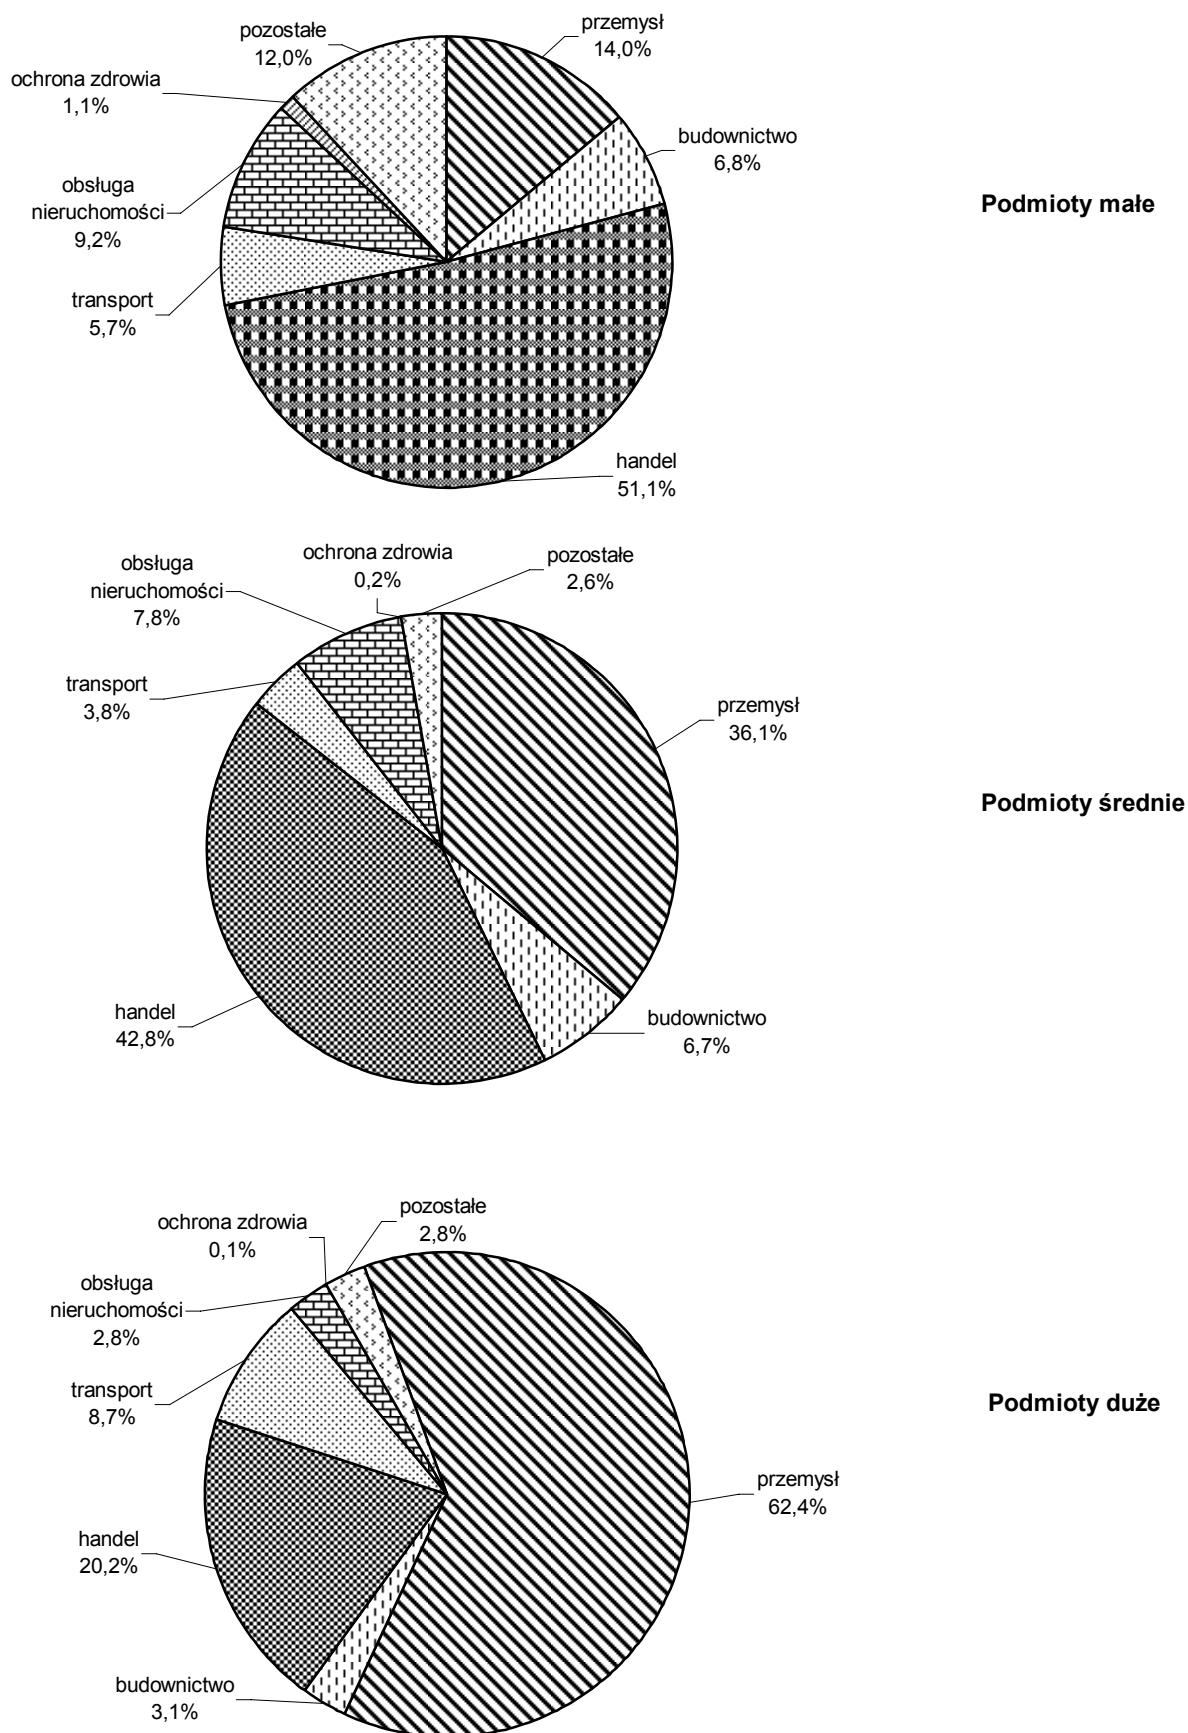 pozostałe
12,0%
przemysł
14,0%
ochrona zdrowia
1,1%
budownictwo
6,8%
obsługa
nieruchomości
9,2%
Podmioty małe
transport
5,7%
handel
51,1%
obsługa
nieruchomości
7,8%
ochrona zdrowia
0,2%
pozostałe
2,6%
transport
3,8%
przemysł
36,1%
Podmioty średnie
handel
42,8%
budownictwo
6,7%
pozostałe
2,8%
ochrona zdrowia
0,1%
obsługa
nieruchomości
2,8%
transport
8,7%
Podmioty duże
przemysł
62,4%
handel
20,2%
budownictwo
3,1%